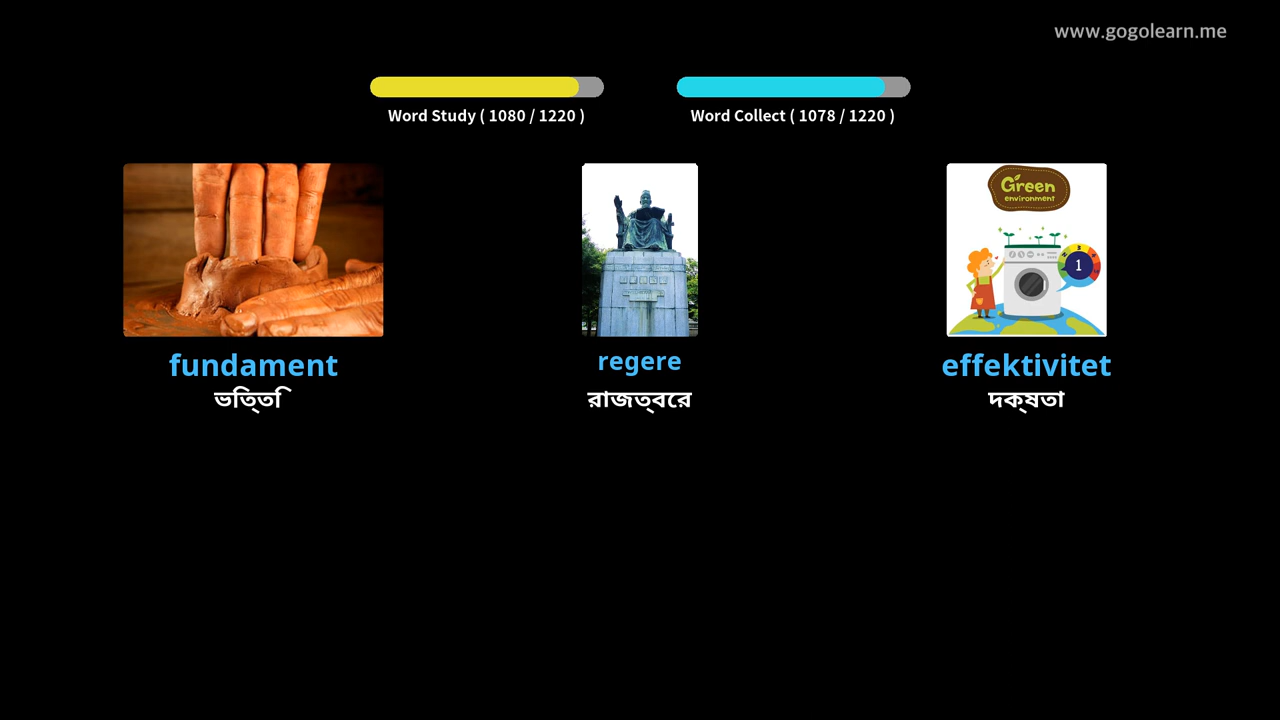 www.gogolearn.me
Word Study ( 1080 / 1220 )
Word Collect ( 1078 / 1220 )
Green
environment
1
fundament
regere
effektivitet
ভিত্তি
রাজত্বের
দক্ষতা